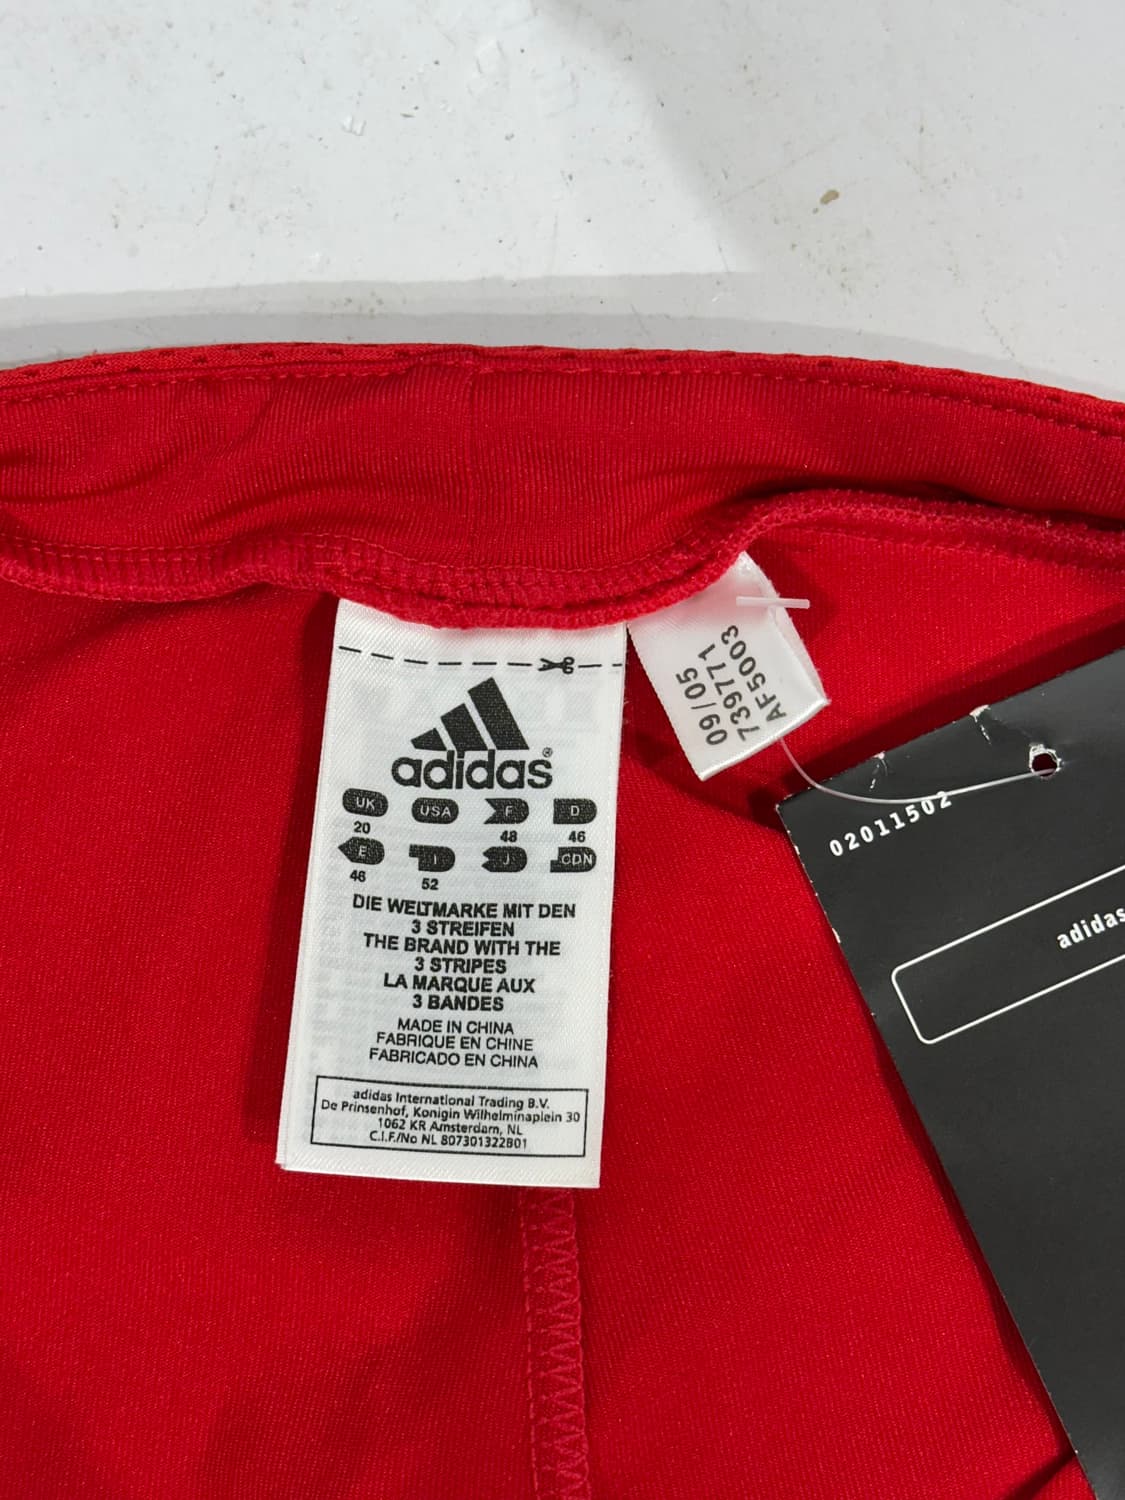 adidas®
UK USA F D
20 48 46
E I J CDN
46 52
DIE WELTMARKE MIT DEN
3 STREIFEN
THE BRAND WITH THE
3 STRIPES
LA MARQUE AUX
3 BANDES
MADE IN CHINA
FABRIQUE EN CHINE
FABRICADO EN CHINA
adidas International Trading B.V.
De Prinsenhof, Konigin Wilhelminaplein 30
1062 KR Amsterdam, NL
C.I.F./No NL 807301322B01
09/05
739771
AF5003
02011502
adidas